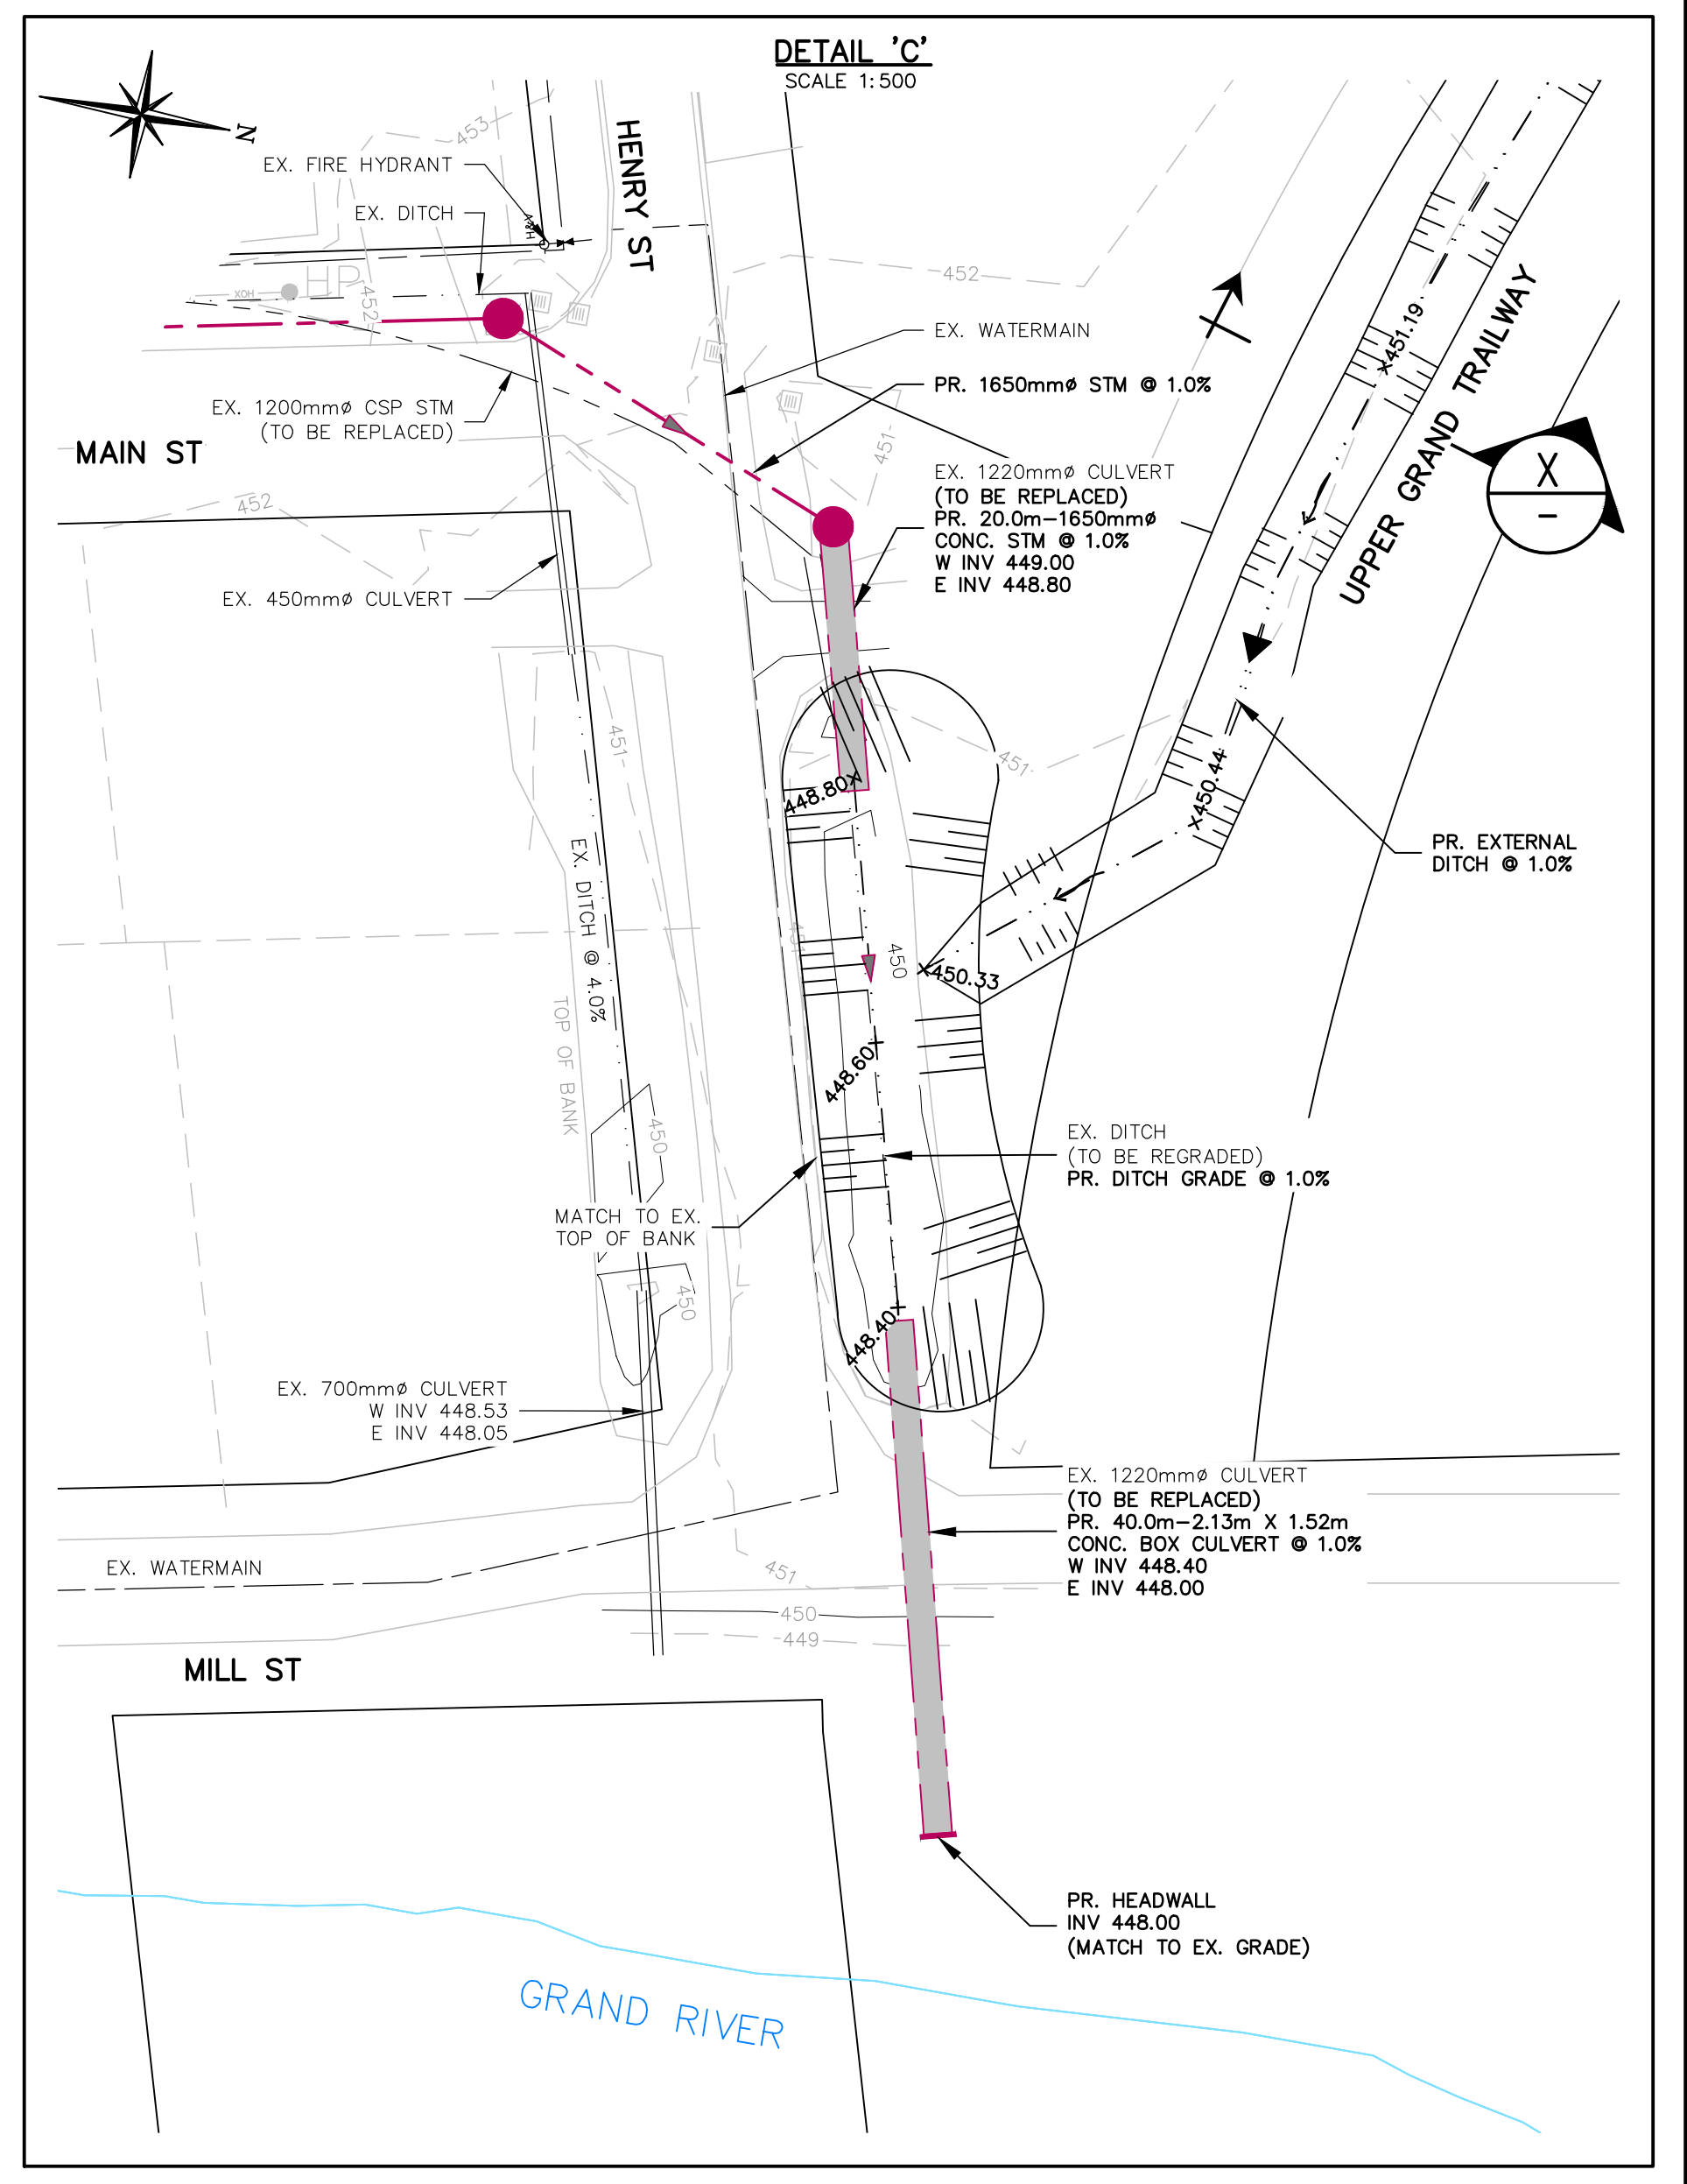 DETAIL 'C'
SCALE 1:500
N
453
HENRY ST
EX. FIRE HYDRANT
EX. DITCH
H&V
HP
XOH
452
452
EX. WATERMAIN
451.19
UPPER GRAND TRAILWAY
PR. 1650mmø STM @ 1.0%
EX. 1200mmø CSP STM
(TO BE REPLACED)
MAIN ST
451
452
EX. 1220mmø CULVERT
(TO BE REPLACED)
PR. 20.0m-1650mmø
CONC. STM @ 1.0%
W INV 449.00
E INV 448.80
X
-
EX. 450mmø CULVERT
451
451
448.80
450.44
PR. EXTERNAL
DITCH @ 1.0%
EX. DITCH @ 4.0%
TOP OF BANK
451
450
450.33
448.60
450
EX. DITCH
(TO BE REGRADED)
PR. DITCH GRADE @ 1.0%
MATCH TO EX.
TOP OF BANK
450
448.40
EX. 700mmø CULVERT
W INV 448.53
E INV 448.05
EX. 1220mmø CULVERT
(TO BE REPLACED)
PR. 40.0m-2.13m X 1.52m
CONC. BOX CULVERT @ 1.0%
W INV 448.40
E INV 448.00
EX. WATERMAIN
451
450
449
MILL ST
PR. HEADWALL
INV 448.00
(MATCH TO EX. GRADE)
GRAND RIVER